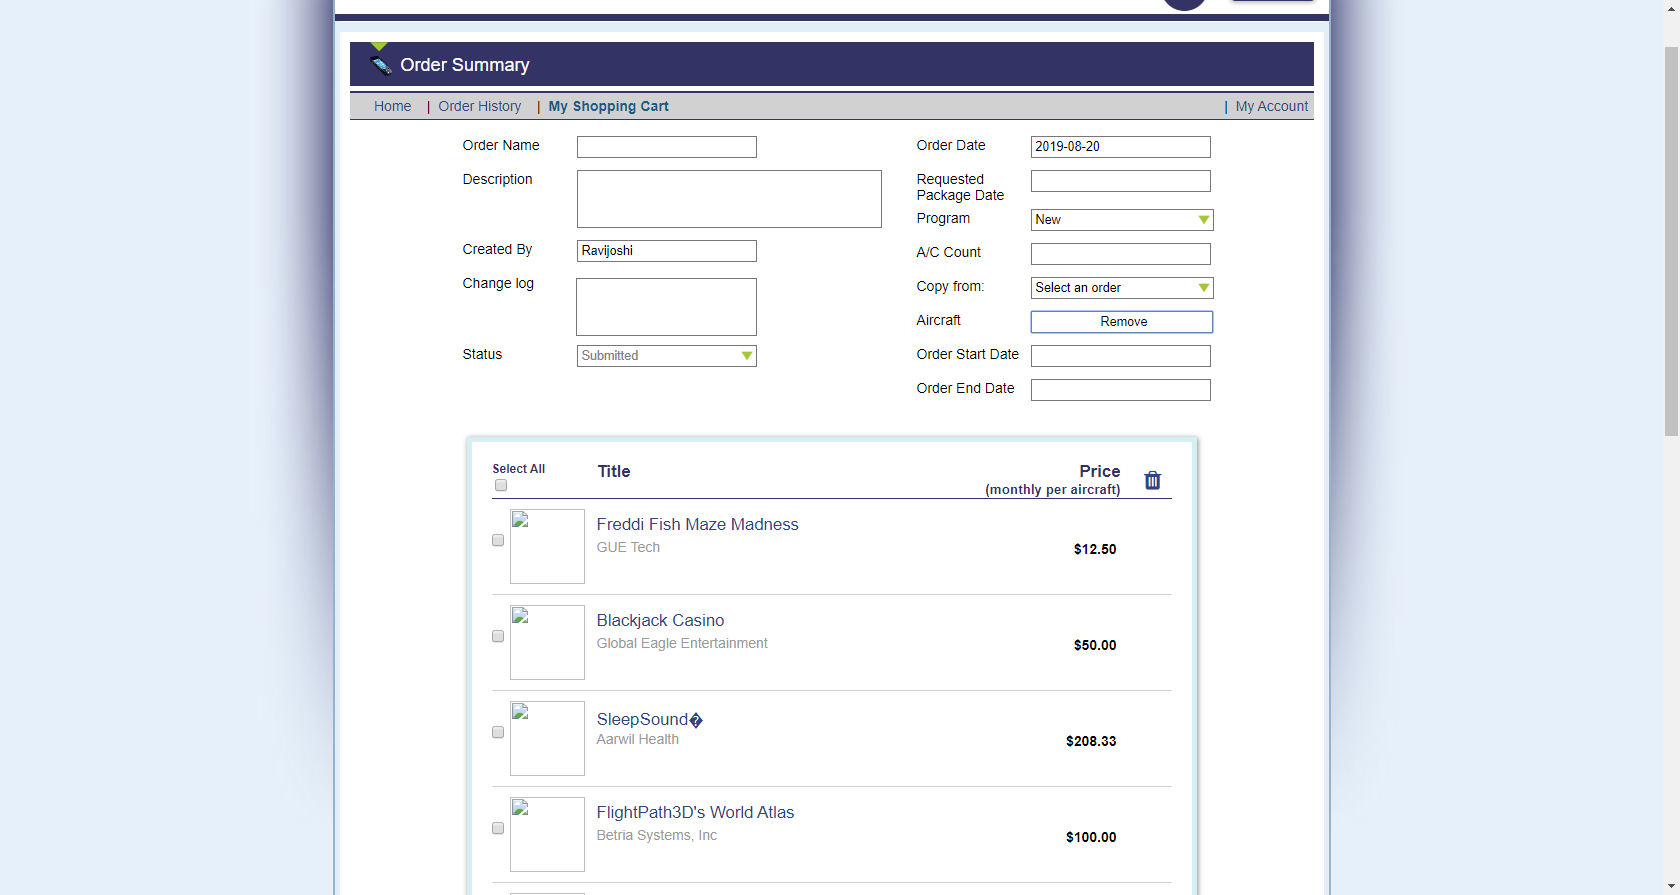 Order Summary
Home | Order History | My Shopping Cart | My Account
Order Name
Description
Created By Ravijoshi
Change log
Status Submitted
Order Date 2019-08-20
Requested
Package Date
Program New
A/C Count
Copy from: Select an order
Aircraft Remove
Order Start Date
Order End Date
Select All Title Price
(monthly per aircraft)
Freddi Fish Maze Madness
GUE Tech
$12.50
Blackjack Casino
Global Eagle Entertainment
$50.00
SleepSound�
Aarwil Health
$208.33
FlightPath3D's World Atlas
Betria Systems, Inc
$100.00